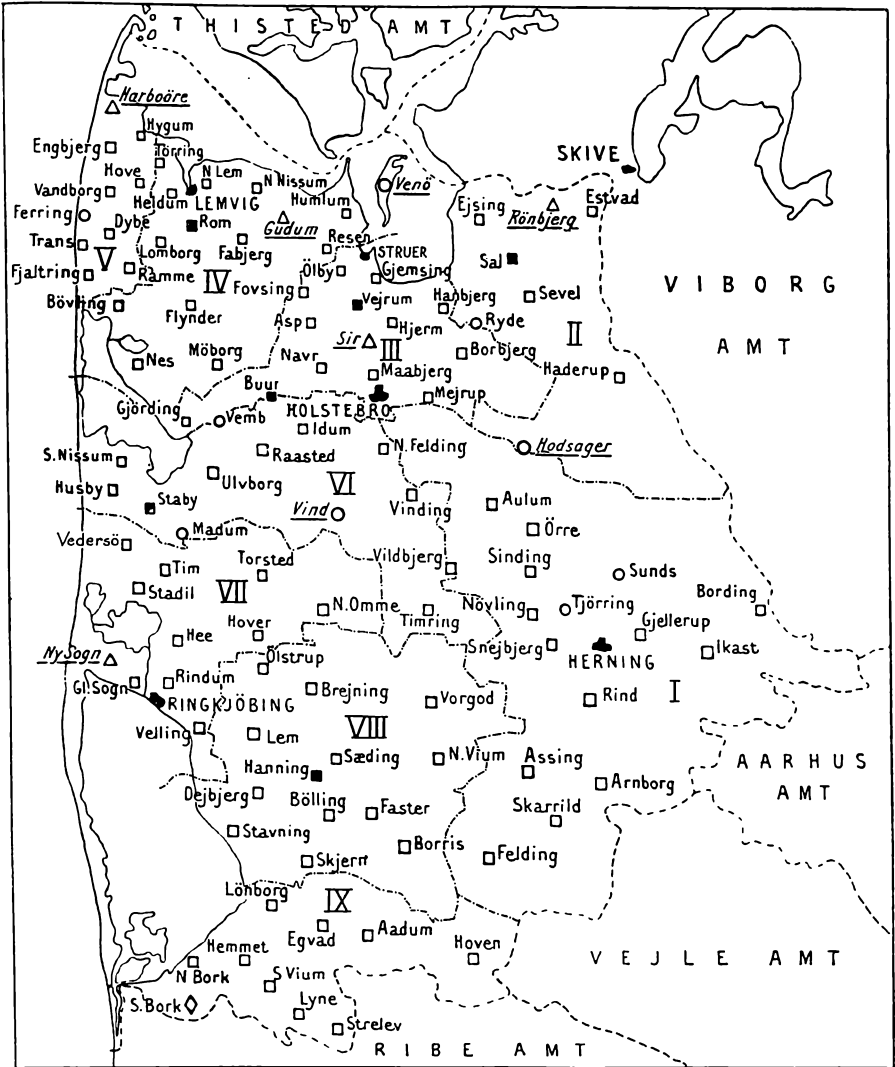 THISTED AMT
Harboöre
Hygum
Engbjerg
Törring
SKIVE
Hove
N Lem
N Nissum
Venö
Vandborg
Heldum
LEMVIG
Humlum
Ejsing
Rönbjerg
Estvad
Ferring
Rom
Gudum
Dybe
Trans
Lomborg
Fabjerg
Resen
STRUER
V
Sal
Fjaltring
Ramme
IV
Ölby
Gjemsing
VIBORG
Fovsing
Bövling
Vejrum
Hanbjerg
Sevel
Flynder
Asp
Hjerm
Ryde
II
Sir
III
AMT
Nes
Möborg
Navr
Borbjerg
Maabjerg
Haderup
Buur
Mejrup
Gjörding
Vemb
HOLSTEBRO
Idum
N.Felding
Hodsager
S.Nissum
Raasted
Ulvborg
VI
Husby
Staby
Vinding
Aulum
Vind
Madum
Örre
Vedersö
Torsted
Vildbjerg
Sinding
Tim
Sunds
Stadil
VII
Bording
N.Omme
Timring
Növling
Tjörring
Hee
Hover
Gjellerup
Snejbjerg
Ny Sogn
Ölstrup
HERNING
Ikast
Gl.Sogn
Rindum
Brejning
Vorgod
Rind
I
RINGKJÖBING
Velling
Lem
VIII
Sæding
N.Vium
Assing
AARHUS
Hanning
Arnborg
AMT
Dejbjerg
Bölling
Faster
Skarrild
Stavning
Borris
Skjern
Felding
Lönborg
IX
Egvad
Aadum
Hemmet
Hoven
VEJLE AMT
N Bork
S Vium
S.Bork
Lyne
Strelev
RIBE AMT